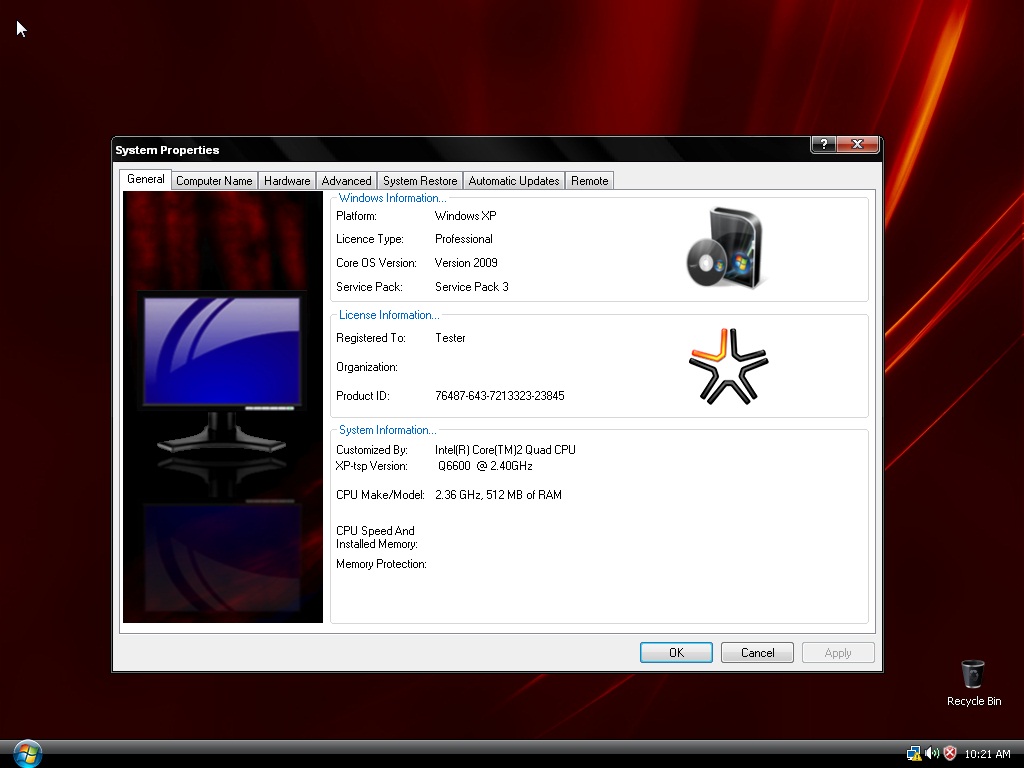 System Properties
?
General Computer Name Hardware Advanced System Restore Automatic Updates Remote
Windows Information...
Platform: Windows XP
Licence Type: Professional
Core OS Version: Version 2009
Service Pack: Service Pack 3
License Information...
Registered To: Tester
Organization:
Product ID: 76487-643-7213323-23845
System Information...
Customized By: Intel(R) Core(TM)2 Quad CPU
XP-tsp Version: Q6600 @ 2.40GHz
CPU Make/Model: 2.36 GHz, 512 MB of RAM
CPU Speed And
Installed Memory:
Memory Protection:
OK Cancel Apply
Recycle Bin
10:21 AM